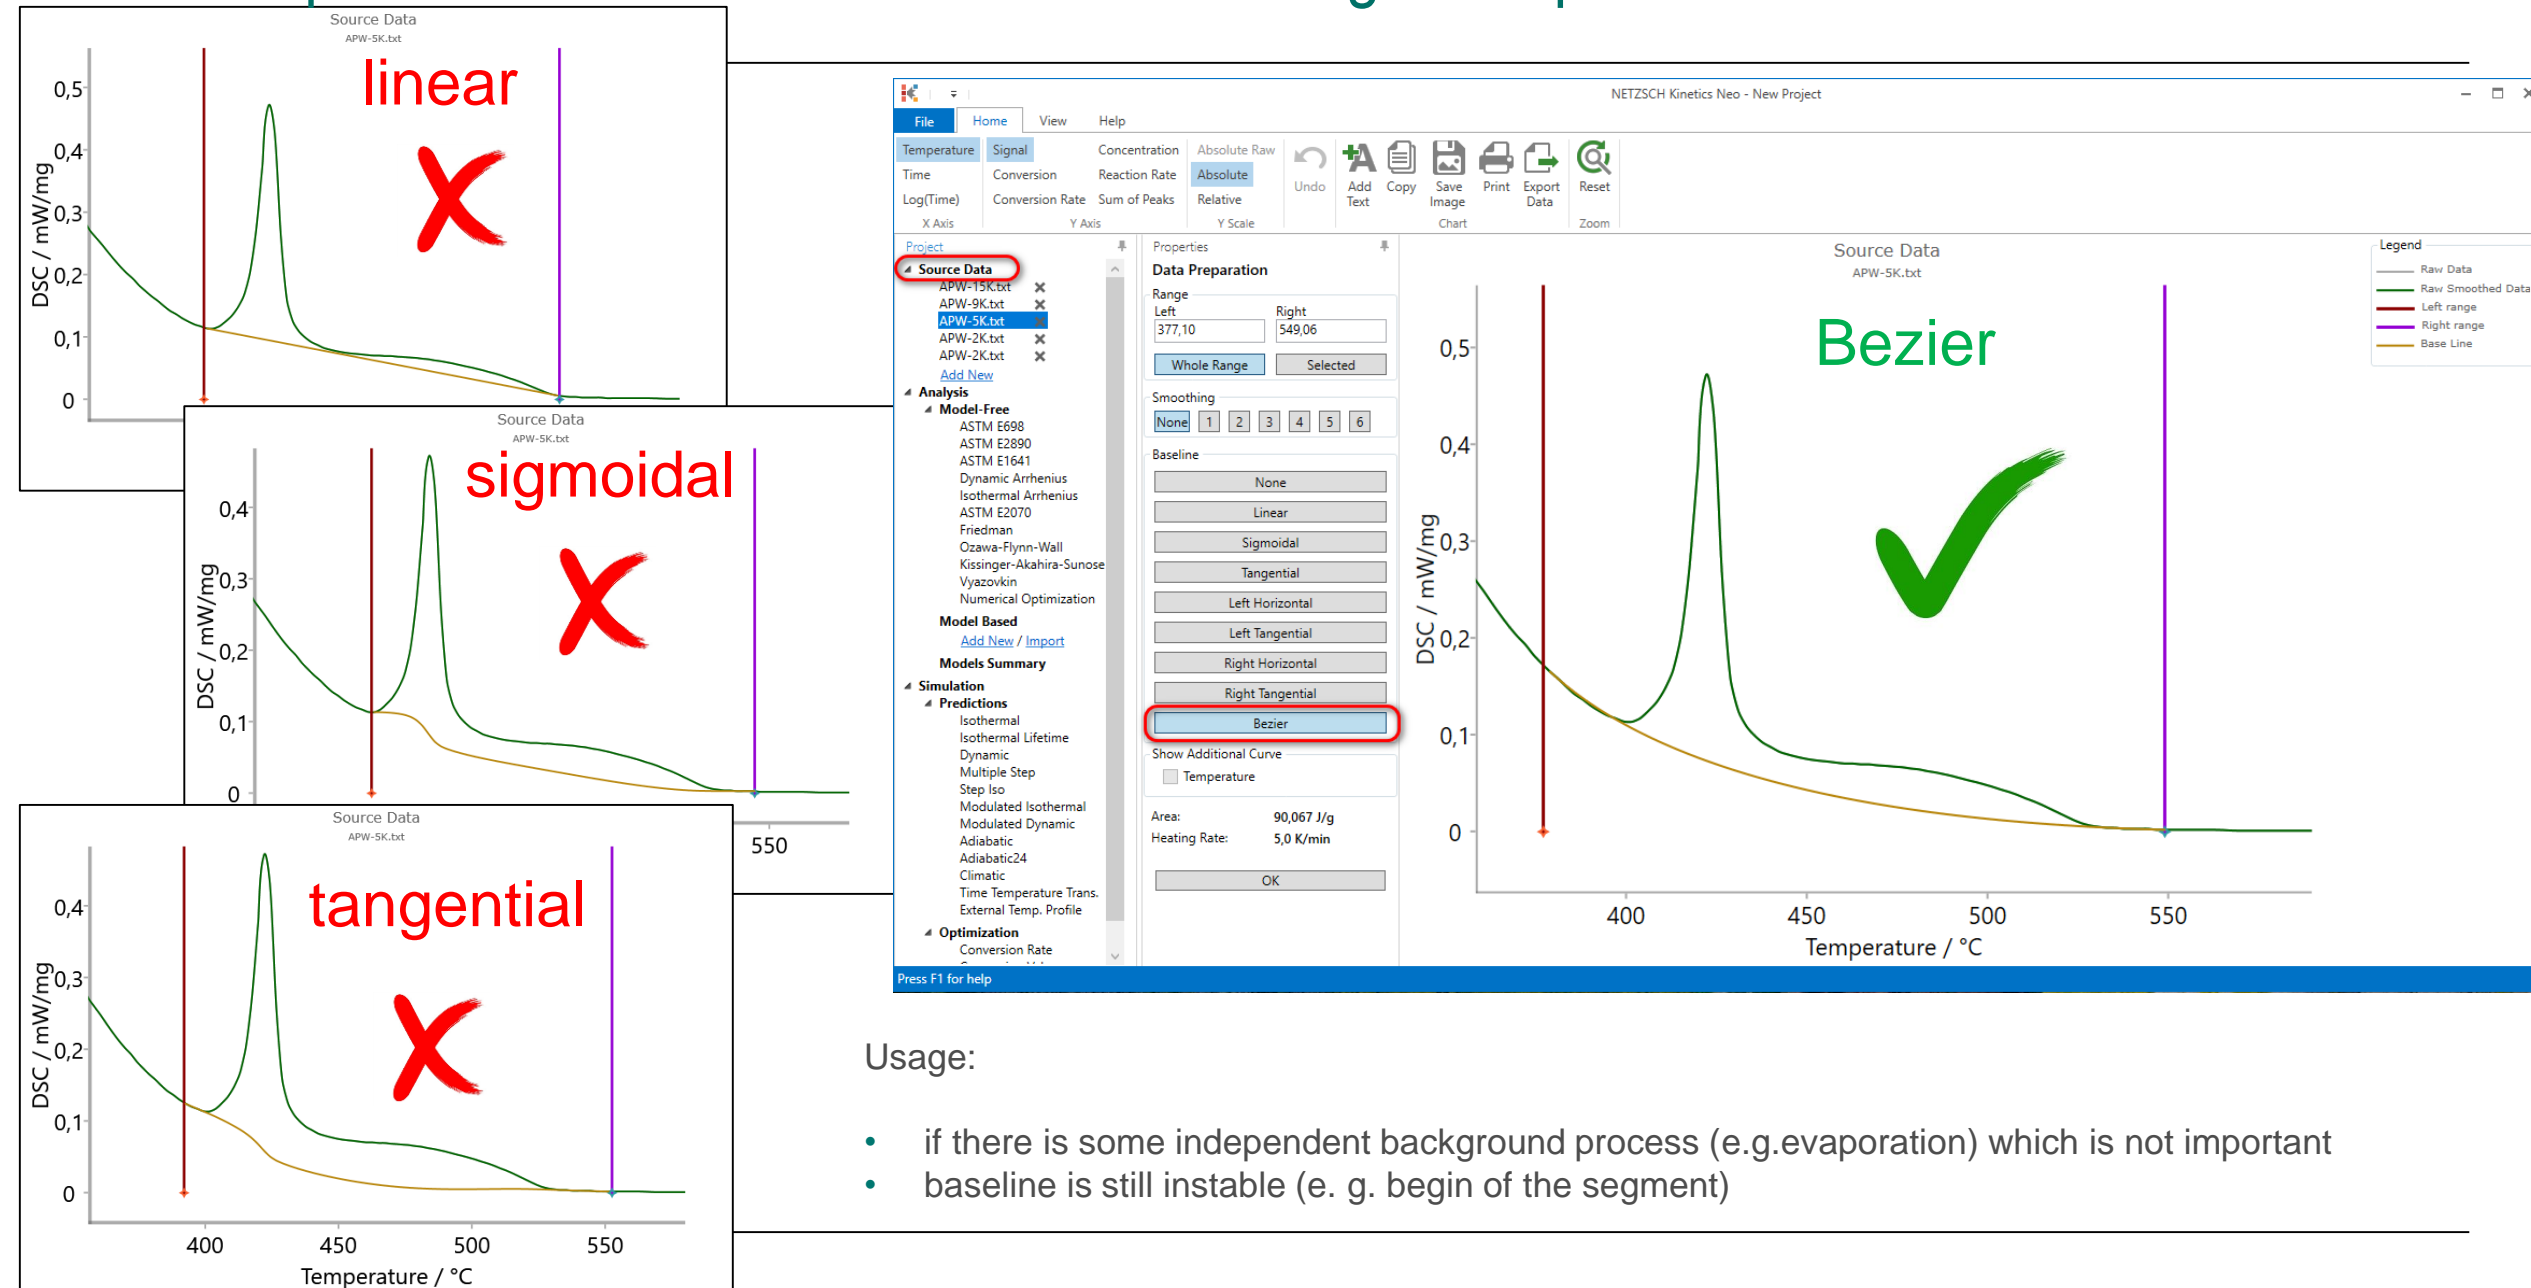 Source Data
APW-5K.txt
linear
0,5
0,4
0,3
0,2
0,1
0
DSC / mW/mg
Source Data
APW-5K.txt
sigmoidal
0,4
0,3
0,2
0,1
0
DSC / mW/mg
550
Source Data
APW-5K.txt
tangential
0,4
0,3
0,2
0,1
0
DSC / mW/mg
400 450 500 550
Temperature / °C
NETZSCH Kinetics Neo - New Project
File Home View Help
Temperature Signal Concentration Absolute Raw
Time Conversion Reaction Rate Absolute
Log(Time) Conversion Rate Sum of Peaks Relative
X Axis Y Axis Y Scale
Undo
Add Text
Copy
Save Image
Print
Export Data
Reset
Chart
Zoom
Project
Source Data
APW-15K.txt
APW-9K.txt
APW-5K.txt
APW-2K.txt
APW-2K.txt
Add New
Analysis
Model-Free
ASTM E698
ASTM E2890
ASTM E1641
Dynamic Arrhenius
Isothermal Arrhenius
ASTM E2070
Friedman
Ozawa-Flynn-Wall
Kissinger-Akahira-Sunose
Vyazovkin
Numerical Optimization
Model Based
Add New / Import
Models Summary
Simulation
Predictions
Isothermal
Isothermal Lifetime
Dynamic
Multiple Step
Step Iso
Modulated Isothermal
Modulated Dynamic
Adiabatic
Adiabatic24
Climatic
Time Temperature Trans.
External Temp. Profile
Optimization
Conversion Rate
Press F1 for help
Properties
Data Preparation
Range
Left Right
377,10 549,06
Whole Range Selected
Smoothing
None 1 2 3 4 5 6
Baseline
None
Linear
Sigmoidal
Tangential
Left Horizontal
Left Tangential
Right Horizontal
Right Tangential
Bezier
Show Additional Curve
Temperature
Area: 90,067 J/g
Heating Rate: 5,0 K/min
OK
Source Data
APW-5K.txt
Bezier
0,5
0,4
0,3
0,2
0,1
0
DSC / mW/mg
400 450 500 550
Temperature / °C
Legend
Raw Data
Raw Smoothed Data
Left range
Right range
Base Line
Usage:
• if there is some independent background process (e.g.evaporation) which is not important
• baseline is still instable (e. g. begin of the segment)